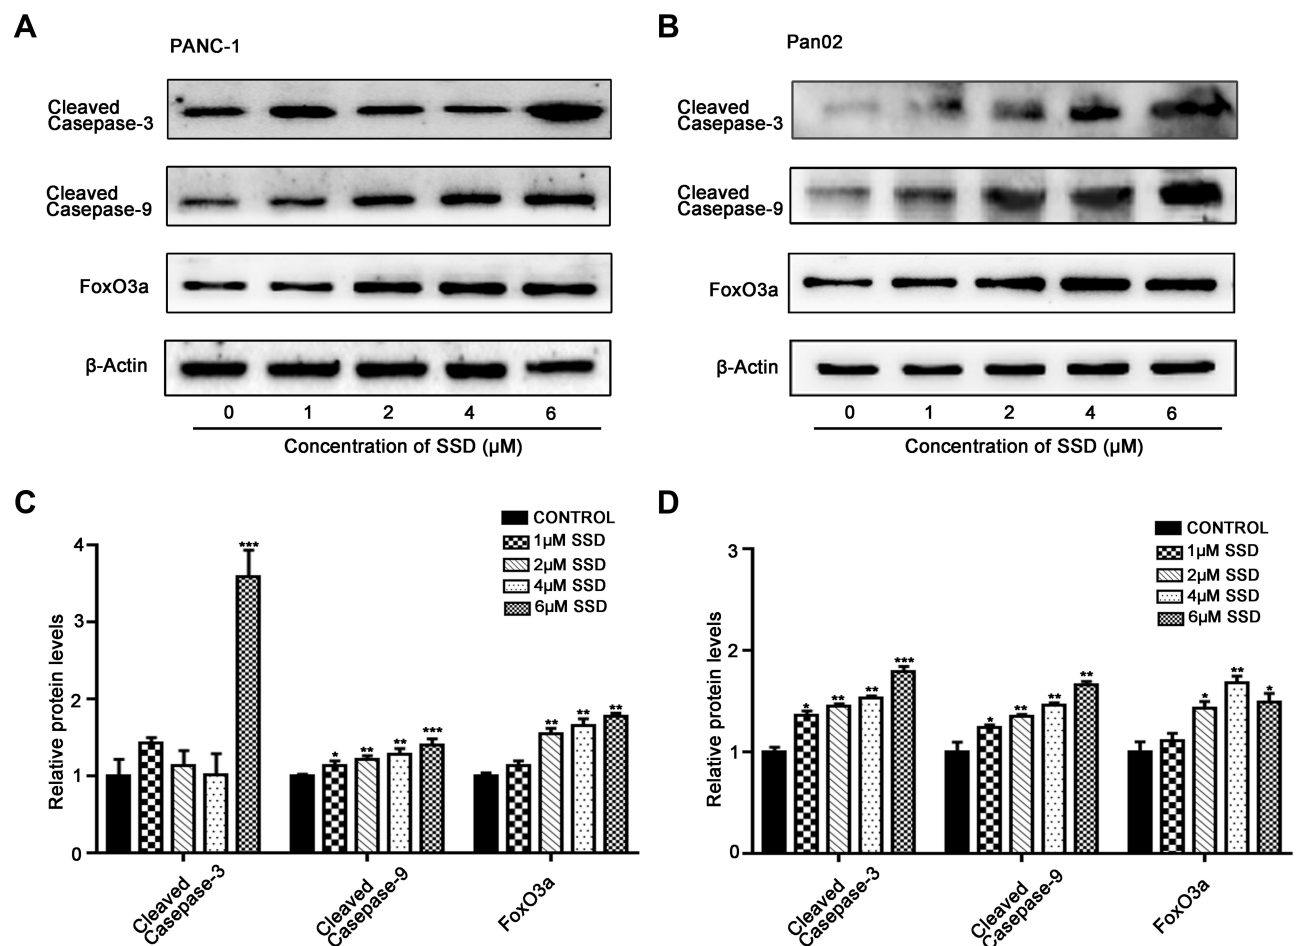 A
PANC-1
Cleaved
Casepase-3
Cleaved
Casepase-9
FoxO3a
β-Actin
0 1 2 4 6
Concentration of SSD (µM)
B
Pan02
Cleaved
Casepase-3
Cleaved
Casepase-9
FoxO3a
β-Actin
0 1 2 4 6
Concentration of SSD (µM)
C
CONTROL
1µM SSD
2µM SSD
4µM SSD
6µM SSD
Relative protein levels
4
3
2
1
0
***
* ** ** ***
** ** **
Cleaved
Casepase-3
Cleaved
Casepase-9
FoxO3a
D
CONTROL
1µM SSD
2µM SSD
4µM SSD
6µM SSD
Relative protein levels
3
2
1
0
* ** ** ***
* ** ** **
* ** *
Cleaved
Casepase-3
Cleaved
Casepase-9
FoxO3a